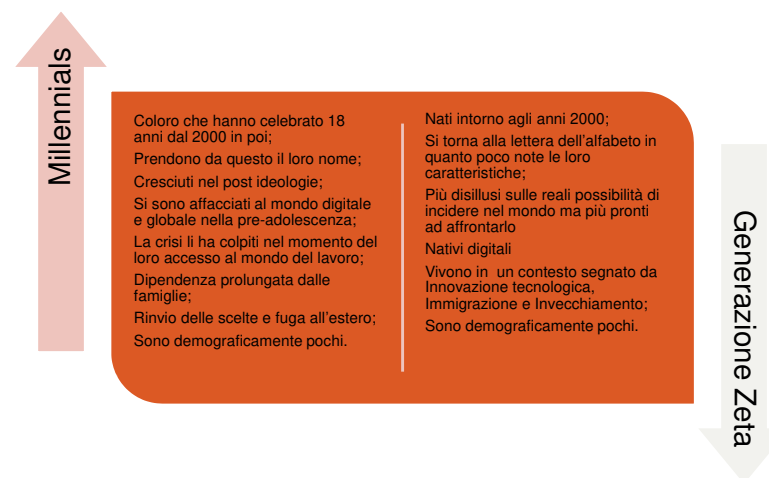 Millennials
Coloro che hanno celebrato 18
anni dal 2000 in poi;
Prendono da questo il loro nome;
Cresciuti nel post ideologie;
Si sono affacciati al mondo digitale
e globale nella pre-adolescenza;
La crisi li ha colpiti nel momento del
loro accesso al mondo del lavoro;
Dipendenza prolungata dalle
famiglie;
Rinvio delle scelte e fuga all'estero;
Sono demograficamente pochi.
Nati intorno agli anni 2000;
Si torna alla lettera dell'alfabeto in
quanto poco note le loro
caratteristiche;
Più disillusi sulle reali possibilità di
incidere nel mondo ma più pronti
ad affrontarlo
Nativi digitali
Vivono in un contesto segnato da
Innovazione tecnologica,
Immigrazione e Invecchiamento;
Sono demograficamente pochi.
Generazione Zeta